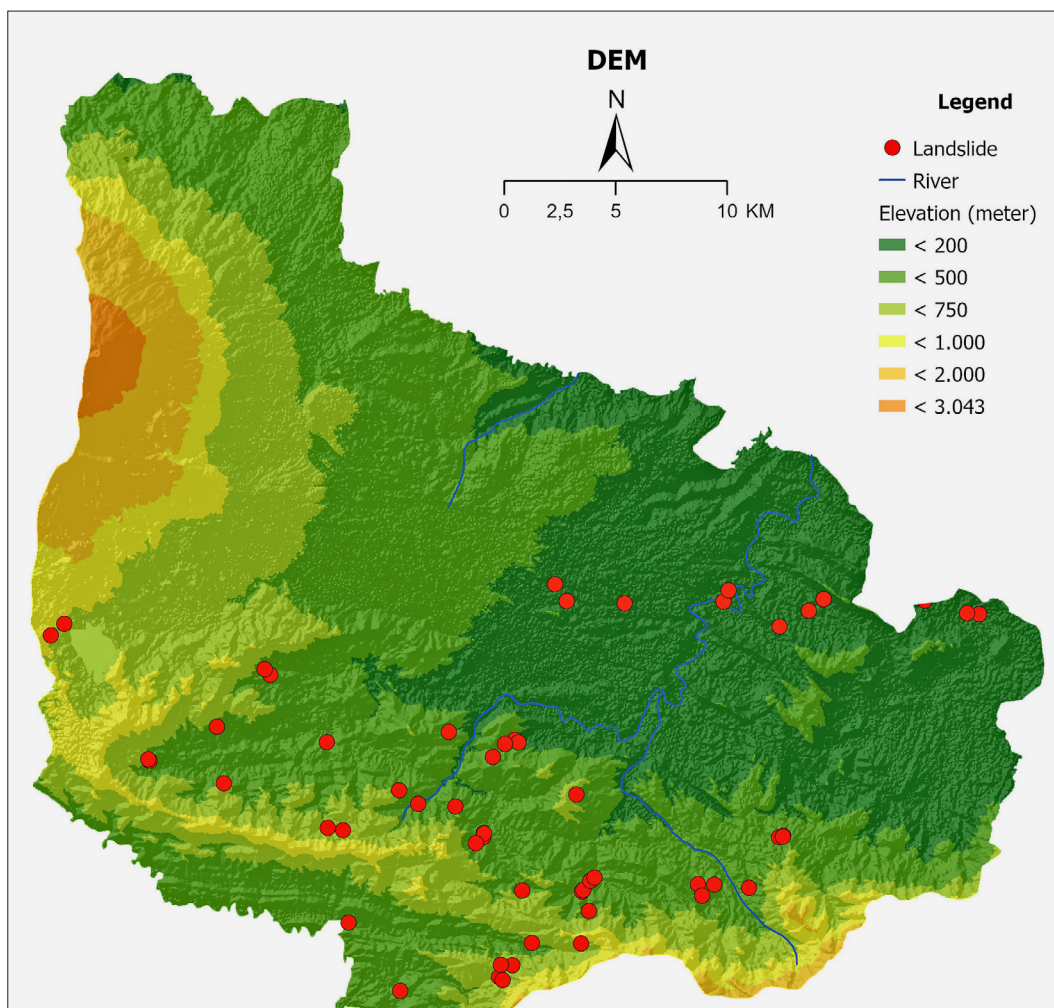 DEM
N
0 2,5 5 10 KM
Legend
Landslide
River
Elevation (meter)
< 200
< 500
< 750
< 1.000
< 2.000
< 3.043